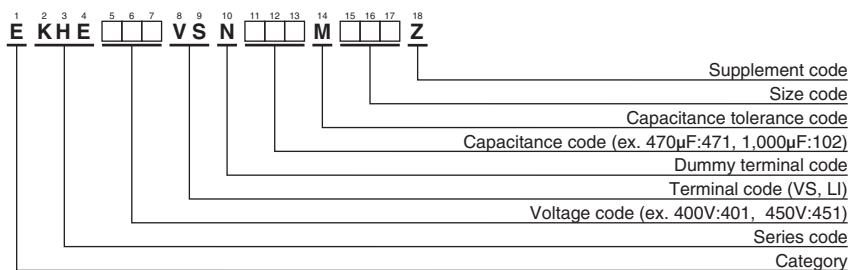 1 2 3 4 5 6 7 8 9 10 11 12 13 14 15 16 17 18
E KHE □□□ VS N □□□ M □□□ Z
Supplement code
Size code
Capacitance tolerance code
Capacitance code (ex. 470μF:471, 1,000μF:102)
Dummy terminal code
Terminal code (VS, LI)
Voltage code (ex. 400V:401, 450V:451)
Series code
Category